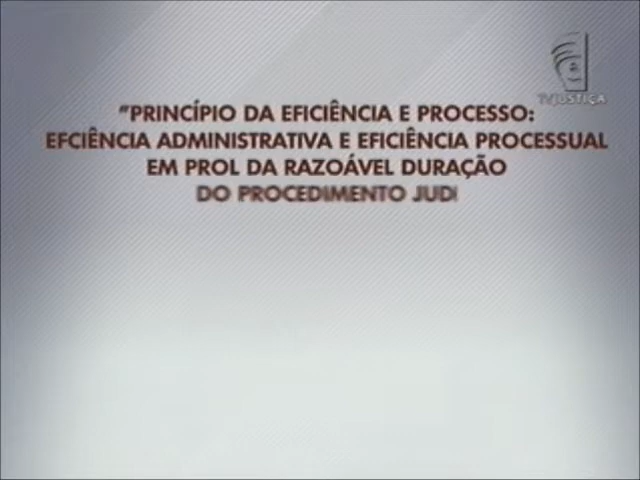 "PRINCÍPIO DA EFICIÊNCIA E PROCESSO:
EFCIÊNCIA ADMINISTRATIVA E EFICIÊNCIA PROCESSUAL
EM PROL DA RAZOÁVEL DURAÇÃO
DO PROCEDIMENTO JUDI
TVJUSTIÇA